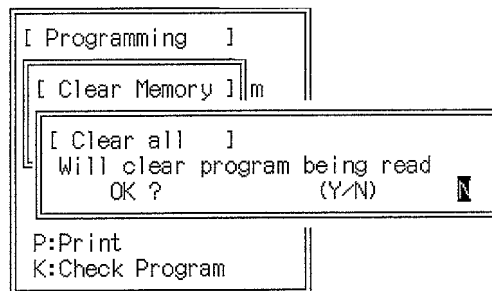 [ Programming ]
[ Clear Memory ] m
[ Clear all ]
Will clear program being read
OK ? (Y/N) N
P:Print
K:Check Program